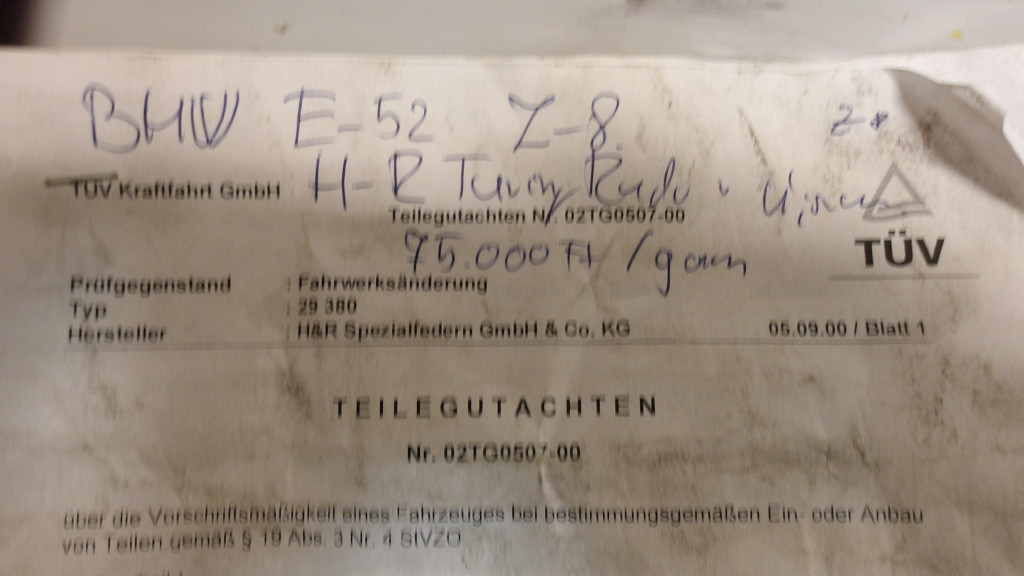 BMW E-52 Z-8
TÜV Kraftfahrt GmbH
H-R Tuning
Teilegutachten Nr. 02TG0507-00
75.000 Ft /garn
TÜV
Prüfgegenstand : Fahrwerksänderung
Typ : 29 380
Hersteller : H&R Spezialfedern GmbH & Co. KG 05.09.00 / Blatt 1
TEILEGUTACHTEN
Nr. 02TG0507-00
über die Vorschriftsmäßigkeit eines Fahrzeuges bei bestimmungsgemäßen Ein- oder Anbau
von Teilen gemäß § 19 Abs. 3 Nr. 4 StVZO